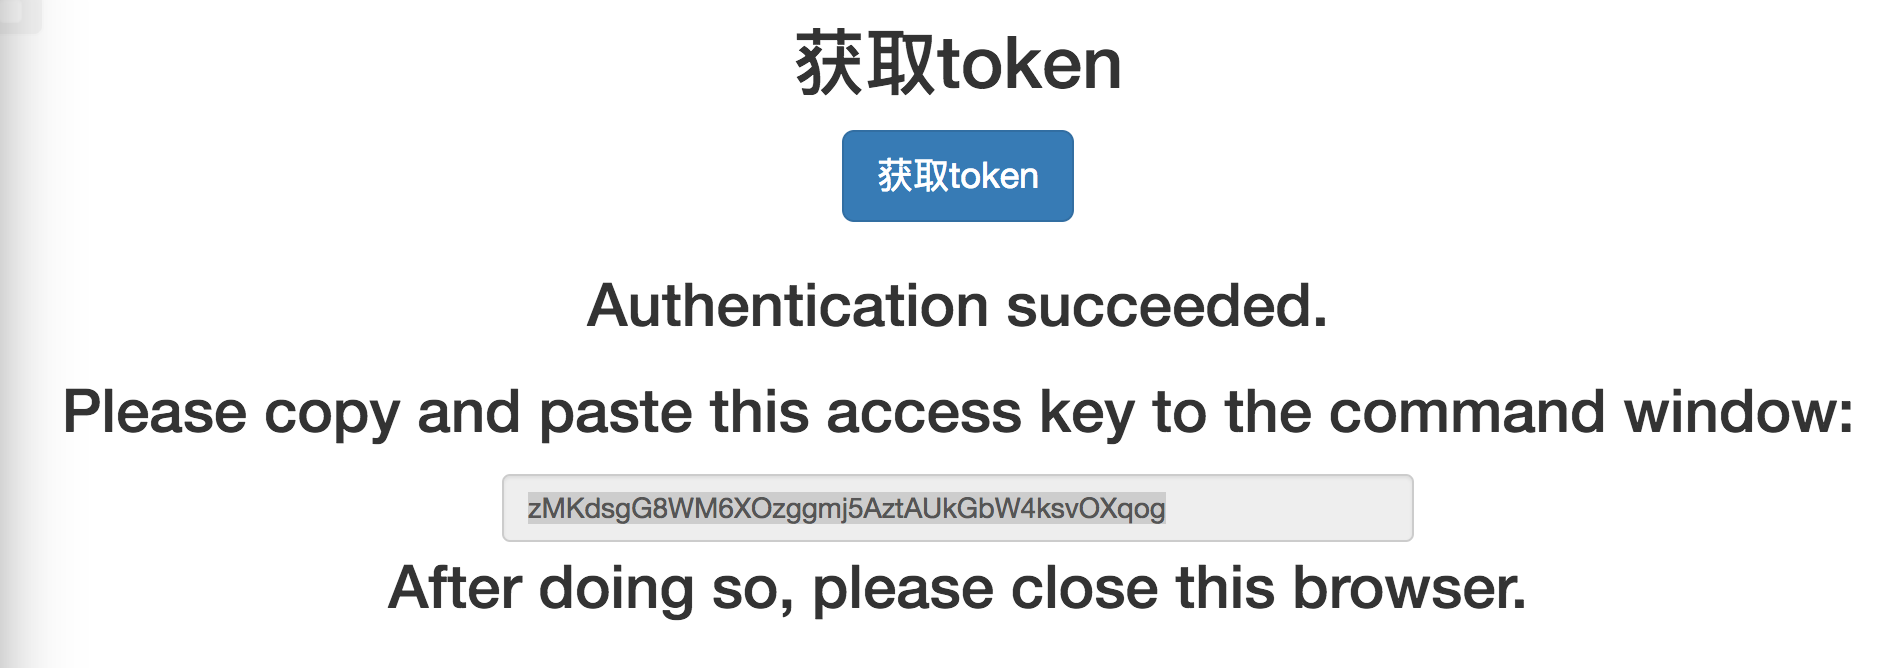 获取token
获取token
Authentication succeeded.
Please copy and paste this access key to the command window:
zMKdsgG8WM6XOzggmj5AztAUkGbW4ksvOXqog
After doing so, please close this browser.